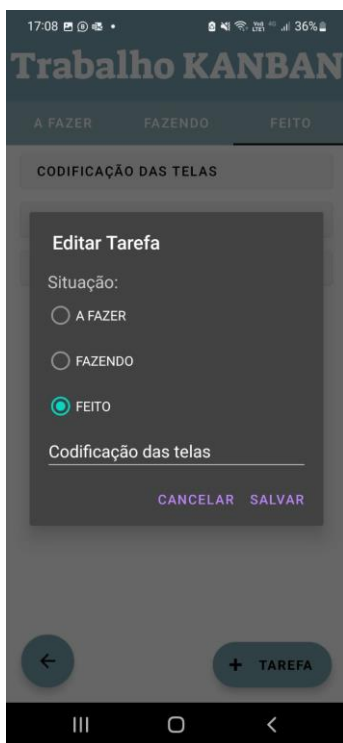 17:08
36%
Trabalho KANBAN
A FAZER FAZENDO FEITO
CODIFICAÇÃO DAS TELAS
Editar Tarefa
Situação:
A FAZER
FAZENDO
FEITO
Codificação das telas
CANCELAR SALVAR
+ TAREFA